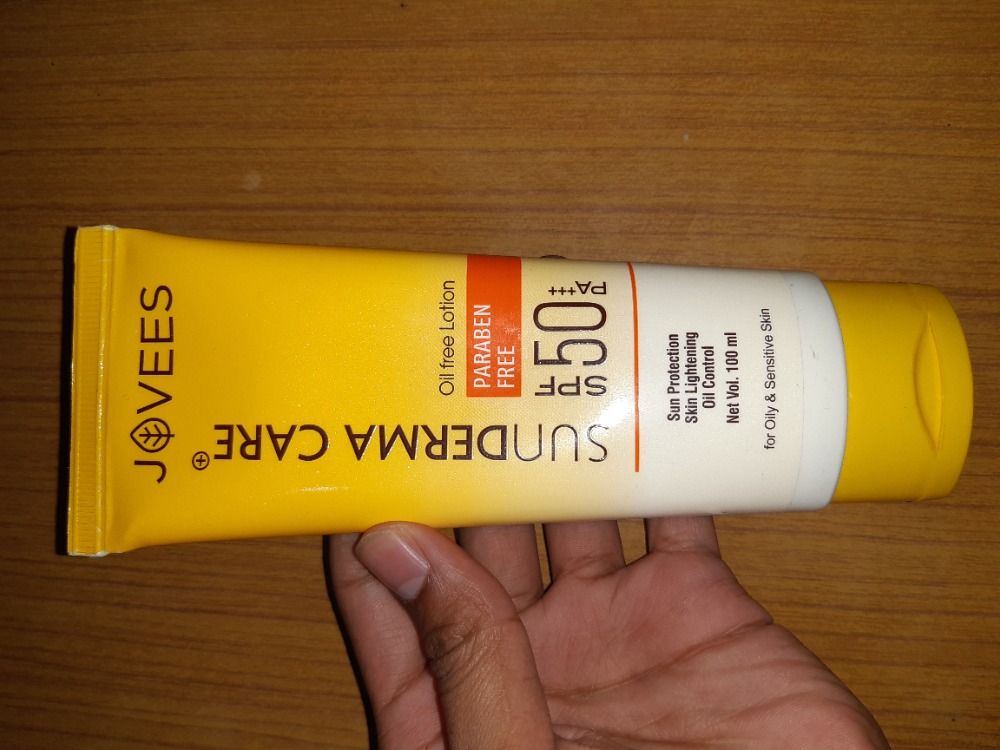 JOVEES
Oil free Lotion
PARABEN
FREE
SPF 50 PA+++
SUNDERMA CARE+
Sun Protection
Skin Lightening
Oil Control
Net Vol. 100 ml
for Oily & Sensitive Skin